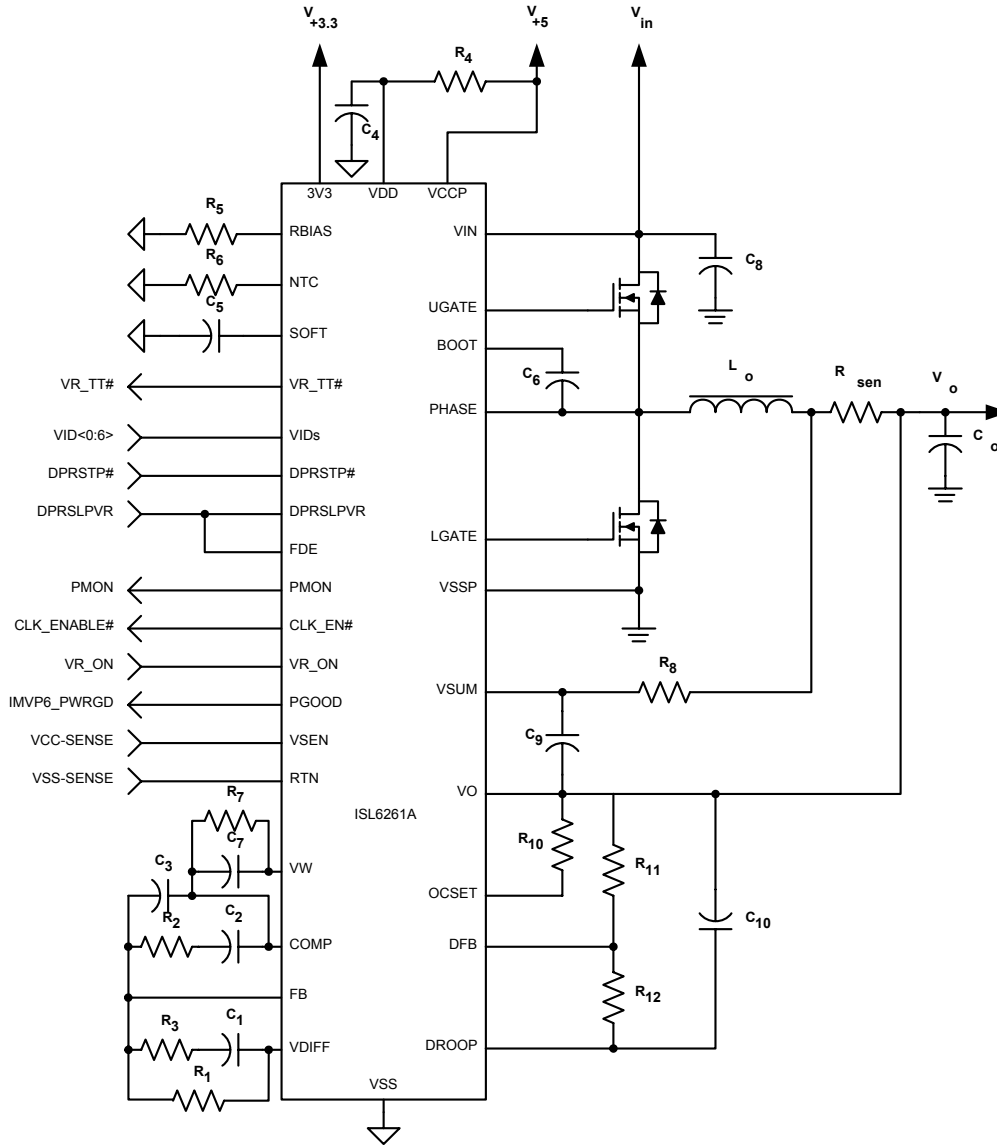 V+3.3
V+5
Vin
R4
C4
3V3
VDD
VCCP
R5
RBIAS
VIN
R6
C8
NTC
C5
UGATE
SOFT
BOOT
C6
Lo
Rsen
Vo
VR_TT#
VR_TT#
PHASE
Co
VID<0:6>
VIDs
DPRSTP#
DPRSTP#
DPRSLPVR
DPRSLPVR
LGATE
FDE
PMON
PMON
VSSP
CLK_ENABLE#
CLK_EN#
VR_ON
VR_ON
R8
VSUM
IMVP6_PWRGD
PGOOD
C9
VCC-SENSE
VSEN
VSS-SENSE
RTN
VO
ISL6261A
R7
R10
C7
VW
R11
C3
OCSET
C10
R2
C2
COMP
DFB
R12
FB
R3
C1
VDIFF
DROOP
R1
VSS